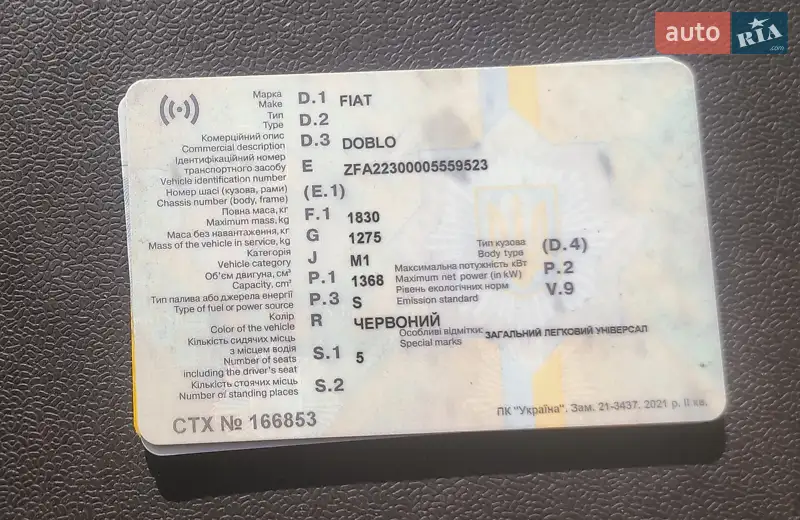 auto RIA.com
Марка
Make D.1 FIAT
Тип
Type D.2
Комерційний опис
Commercial description D.3 DOBLO
Ідентифікаційний номер
транспортного засобу
Vehicle identification number E ZFA22300005559523
Номер шасі (кузова, рами)
Chassis number (body, frame) (E.1)
Повна маса, кг
Maximum mass, kg F.1 1830
Маса без навантаження, кг
Mass of the vehicle in service, kg G 1275
Категорія
Vehicle category J M1
Об'єм двигуна, см³
Capacity, cm³ P.1 1368
Тип палива або джерела енергії
Type of fuel or power source P.3 S
Колір
Color of the vehicle R ЧЕРВОНИЙ
Кількість сидячих місць
з місцем водія
Number of seats
including the driver's seat S.1 5
Кількість стоячих місць
Number of standing places S.2
Тип кузова
Body type (D.4)
Максимальна потужність кВт
Maximum net power (in kW) P.2
Рівень екологічних норм
Emission standard V.9
Особливі відмітки: ЗАГАЛЬНИЙ ЛЕГКОВИЙ УНІВЕРСАЛ
Special marks
СТХ № 166853
ПК "Україна". Зам. 21-3437. 2021 р. II кв.